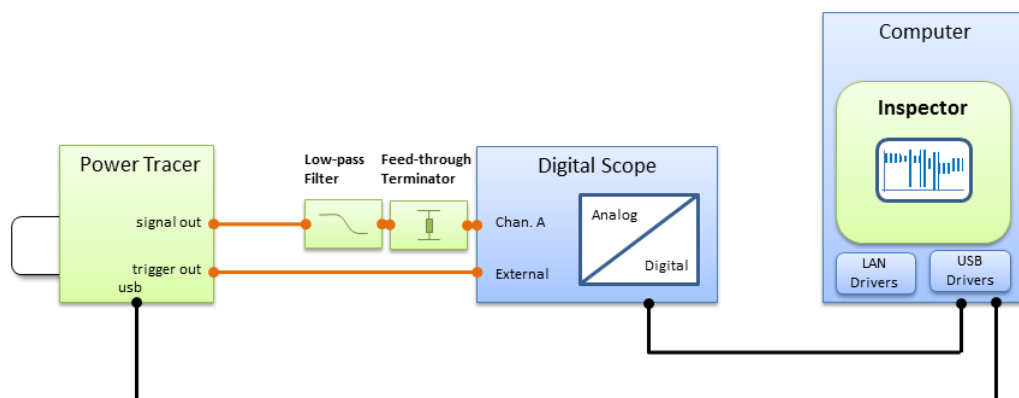 Computer
Inspector
Power Tracer
Low-pass
Filter
Feed-through
Terminator
Digital Scope
signal out
Chan. A
Analog
trigger out
External
Digital
usb
LAN
Drivers
USB
Drivers